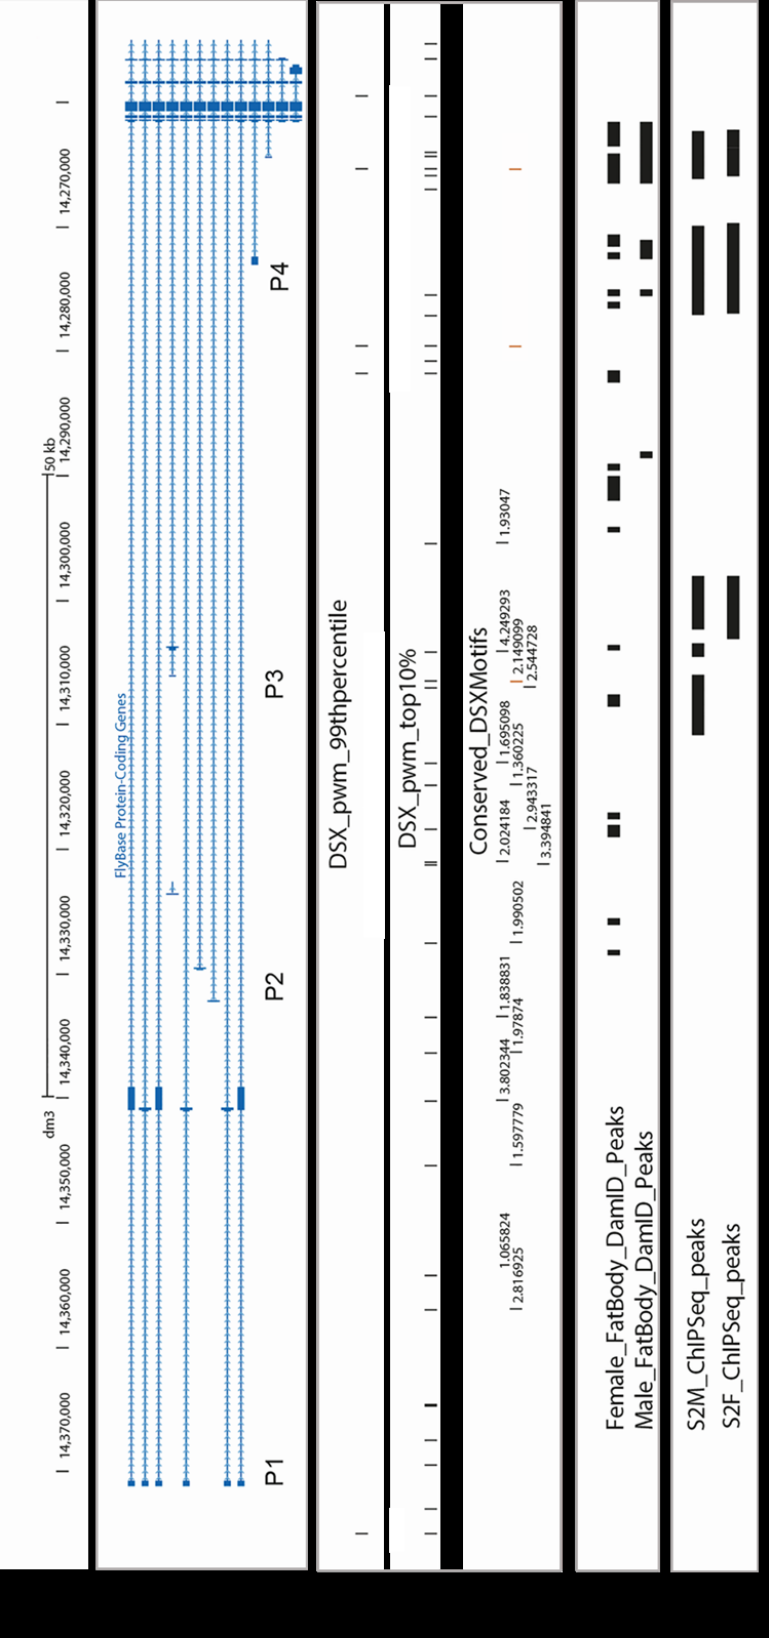 dm3
50 kb
14,370,000
14,360,000
14,350,000
14,340,000
14,330,000
14,320,000
14,310,000
14,300,000
14,290,000
14,280,000
14,270,000
FlyBase Protein-Coding Genes
P1
P2
P3
P4
DSX_pwm_99thpercentile
DSX_pwm_top10%
Conserved_DSXMotifs
1.065824
3.802344
1.838831
2.024184
1.695098
4.249293
1.93047
2.816925
1.597779
1.97874
1.990502
1.360225
2.149099
2.943317
2.544728
3.394841
Female_FatBody_DamID_Peaks
Male_FatBody_DamID_Peaks
S2M_ChIPSeq_peaks
S2F_ChIPSeq_peaks